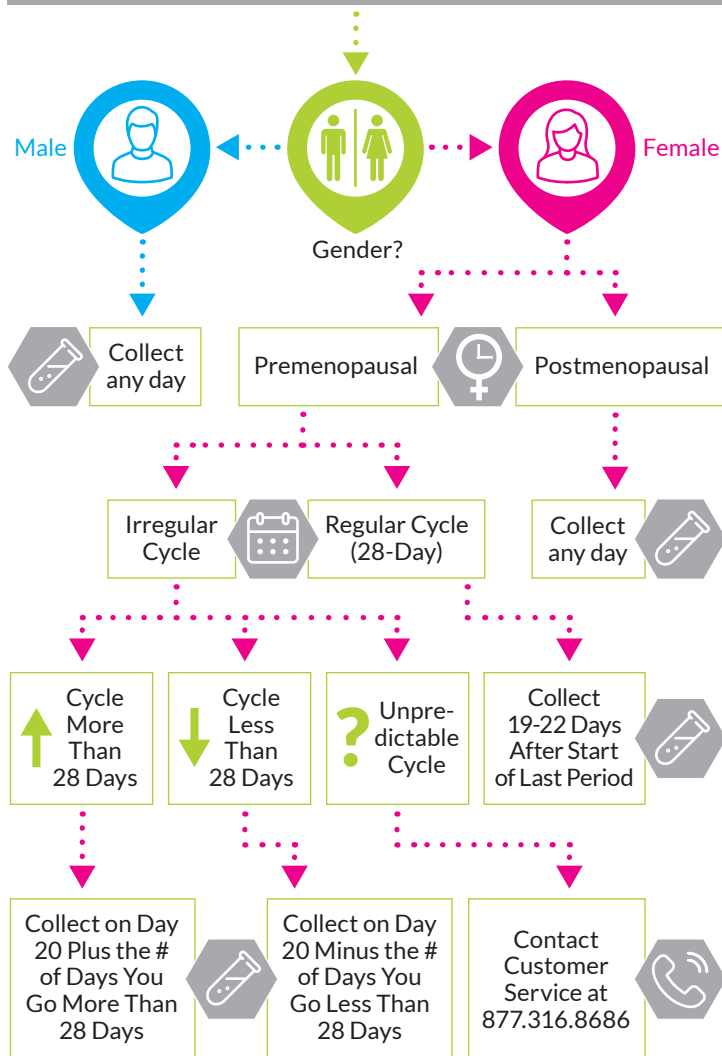 Male
Female
Gender?
Collect
any day
Premenopausal
Postmenopausal
Irregular
Cycle
Regular Cycle
(28-Day)
Collect
any day
Cycle
More
Than
28 Days
Cycle
Less
Than
28 Days
?
Unpre-
dictable
Cycle
Collect
19-22 Days
After Start
of Last Period
Collect on Day
20 Plus the #
of Days You
Go More Than
28 Days
Collect on Day
20 Minus the #
of Days You
Go Less Than
28 Days
Contact
Customer
Service at
877.316.8686